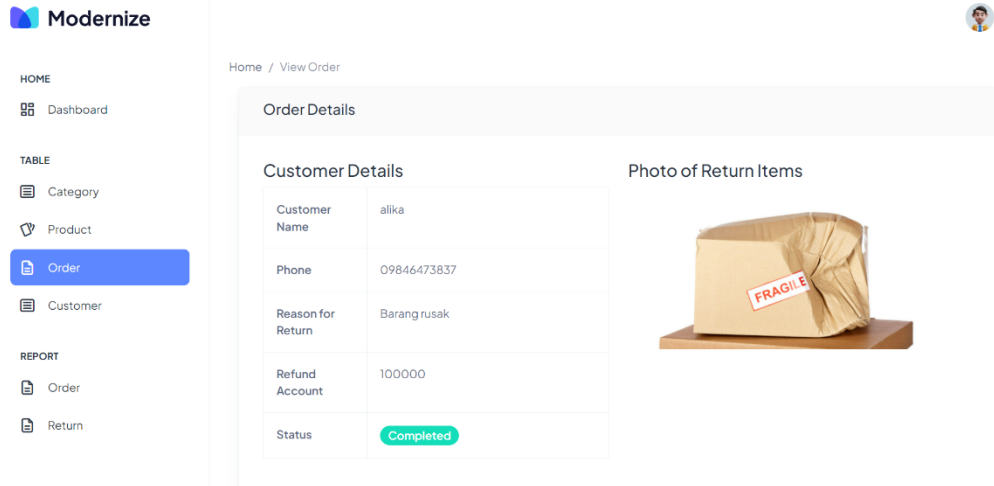 Modernize
HOME
Dashboard
TABLE
Category
Product
Order
Customer
REPORT
Order
Return
Home / View Order
Order Details
Customer Details
Customer
Name
alika
Phone
09846473837
Reason for
Return
Barang rusak
Refund
Account
100000
Status
Completed
Photo of Return Items
FRAGILE